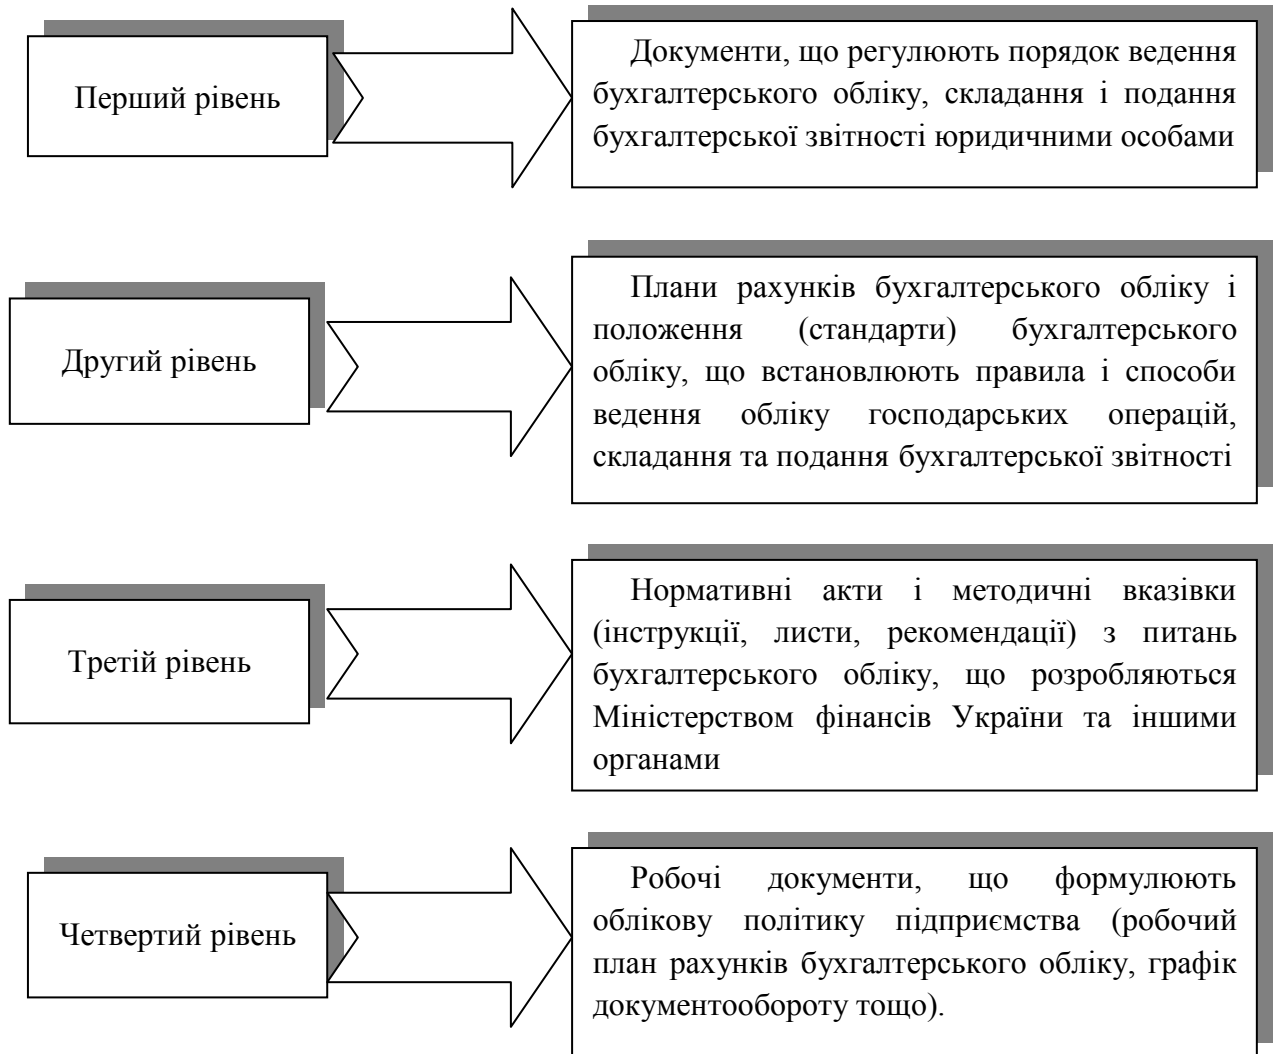 Перший рівень
Документи, що регулюють порядок ведення
бухгалтерського обліку, складання і подання
бухгалтерської звітності юридичними особами
Другий рівень
Плани рахунків бухгалтерського обліку і
положення (стандарти) бухгалтерського
обліку, що встановлюють правила і способи
ведення обліку господарських операцій,
складання та подання бухгалтерської звітності
Третій рівень
Нормативні акти і методичні вказівки
(інструкції, листи, рекомендації) з питань
бухгалтерського обліку, що розробляються
Міністерством фінансів України та іншими
органами
Четвертий рівень
Робочі документи, що формулюють
облікову політику підприємства (робочий
план рахунків бухгалтерського обліку, графік
документообороту тощо).